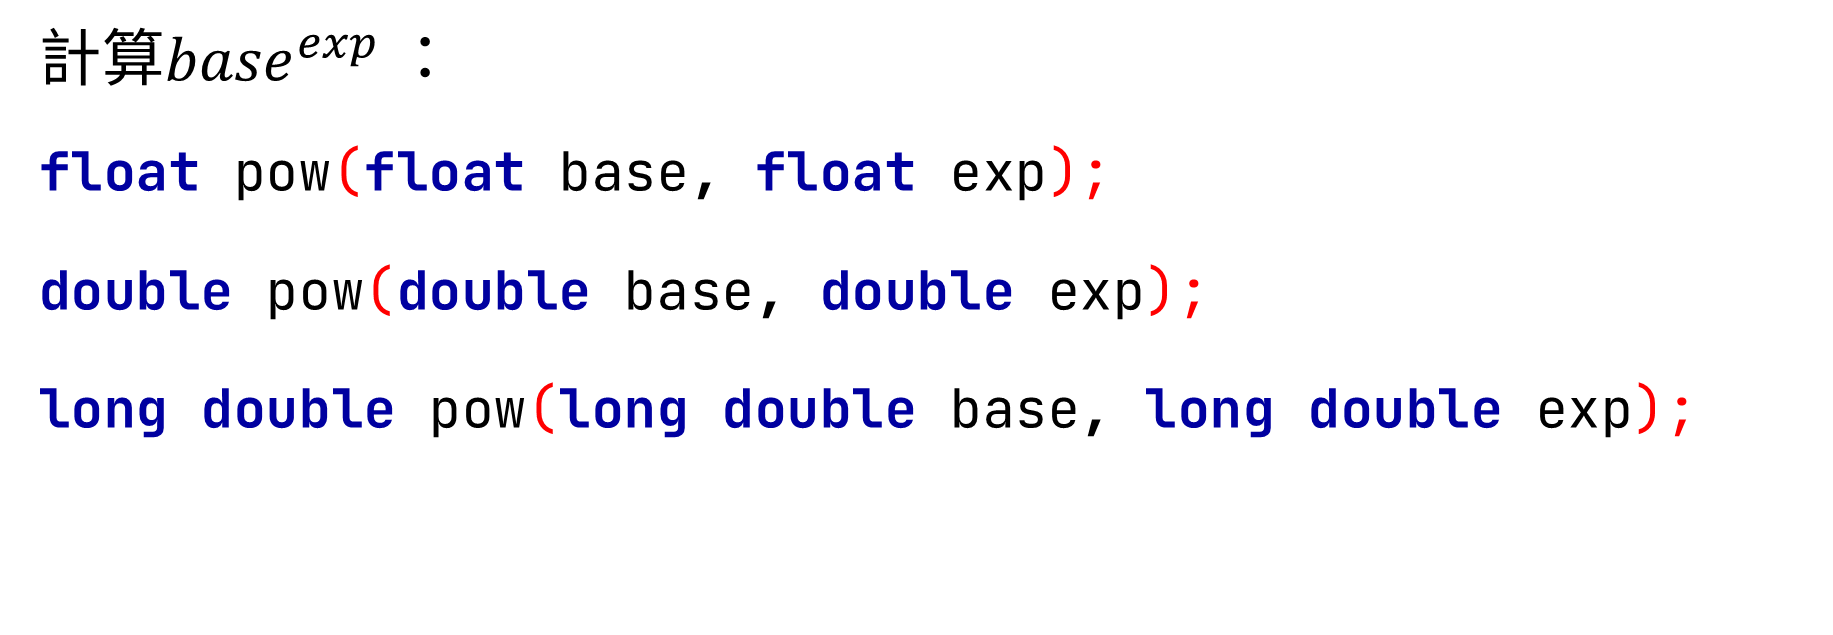 計算base^exp：
float pow(float base, float exp);
double pow(double base, double exp);
long double pow(long double base, long double exp);